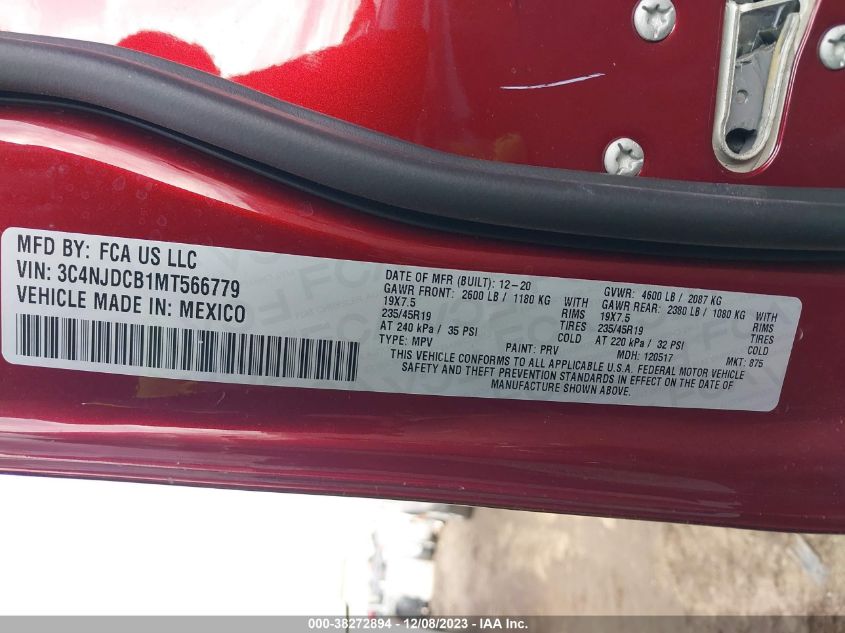 MFD BY: FCA US LLC
VIN: 3C4NJDCB1MT566779
VEHICLE MADE IN: MEXICO
DATE OF MFR (BUILT): 12-20
GAWR FRONT: 2600 LB / 1180 KG WITH
19X7.5 RIMS
235/45R19 TIRES
AT 240 kPa / 35 PSI COLD
TYPE: MPV PAINT: PRV
GVWR: 4600 LB / 2087 KG
GAWR REAR: 2380 LB / 1080 KG WITH
19X7.5 RIMS
235/45R19 TIRES
AT 220 kPa / 32 PSI COLD
MDH: 120517 MKT: 875
THIS VEHICLE CONFORMS TO ALL APPLICABLE U.S.A. FEDERAL MOTOR VEHICLE
SAFETY AND THEFT PREVENTION STANDARDS IN EFFECT ON THE DATE OF
MANUFACTURE SHOWN ABOVE.
000-38272894 - 12/08/2023 - IAA Inc.